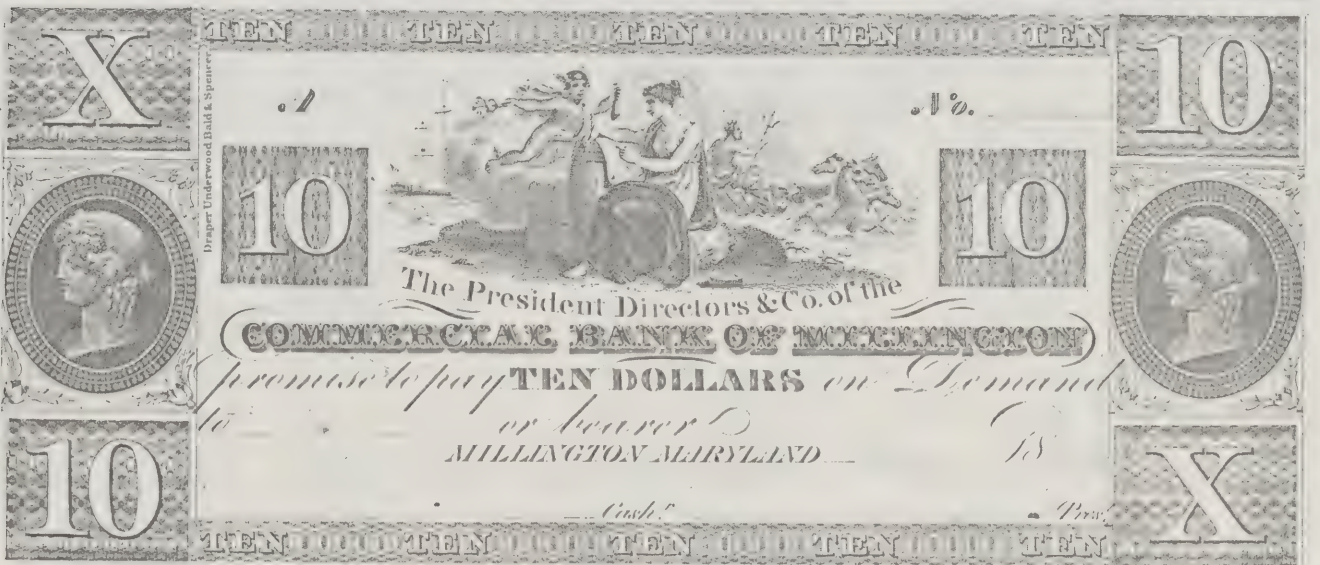 X TEN TEN TEN TEN TEN 10
Draper Underwood Bald & Spencer
A No.
10 10
The President Directors & Co. of the
COMMERCIAL BANK OF MILLINGTON
promise to pay TEN DOLLARS on Demand
to or bearer
MILLINGTON MARYLAND 18
Cashr. Prest.
10 TEN TEN TEN TEN TEN X